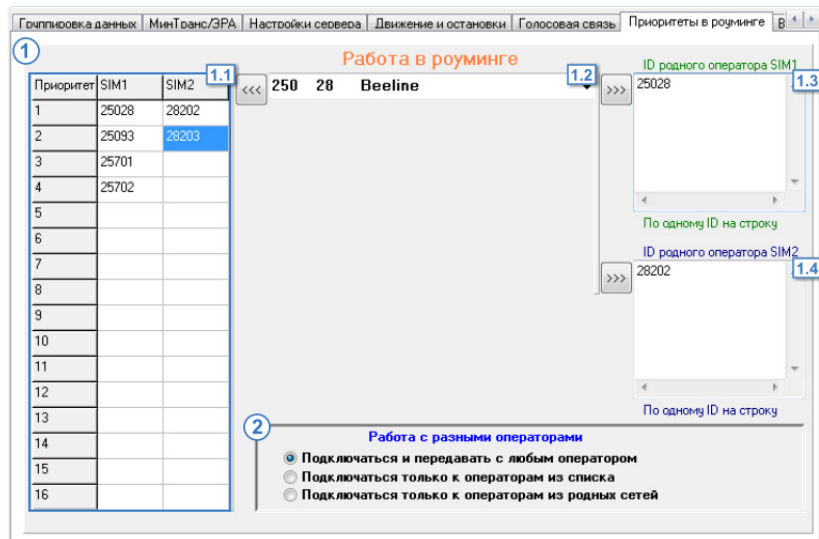 Группировка данных МинТранс/ЭРА Настройки сервера Движение и остановки Голосовая связь Приоритеты в роуминге В
1
Работа в роуминге
1.1
Приоритет SIM1 SIM2
1 25028 28202
2 25093 28203
3 25701
4 25702
5
6
7
8
9
10
11
12
13
14
15
16
<<< 250 28 Beeline
1.2
>>>
ID родного оператора SIM1
1.3
25028
По одному ID на строку
ID родного оператора SIM2
1.4
>>>
28202
По одному ID на строку
2
Работа с разными операторами
Подключаться и передавать с любым оператором
Подключаться только к операторам из списка
Подключаться только к операторам из родных сетей